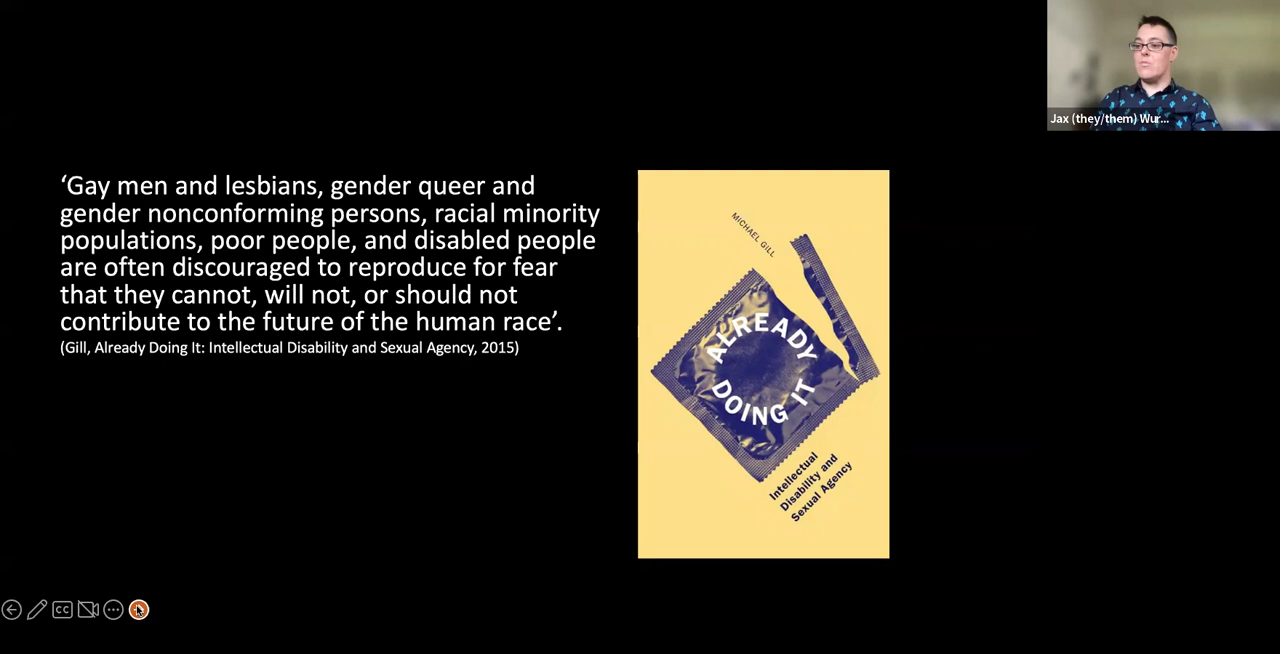 Jax (they/them) Wur...
‘Gay men and lesbians, gender queer and
gender nonconforming persons, racial minority
populations, poor people, and disabled people
are often discouraged to reproduce for fear
that they cannot, will not, or should not
contribute to the future of the human race’.
(Gill, Already Doing It: Intellectual Disability and Sexual Agency, 2015)
MICHAEL GILL
ALREADY
DOING IT
Intellectual
Disability and
Sexual Agency
CC